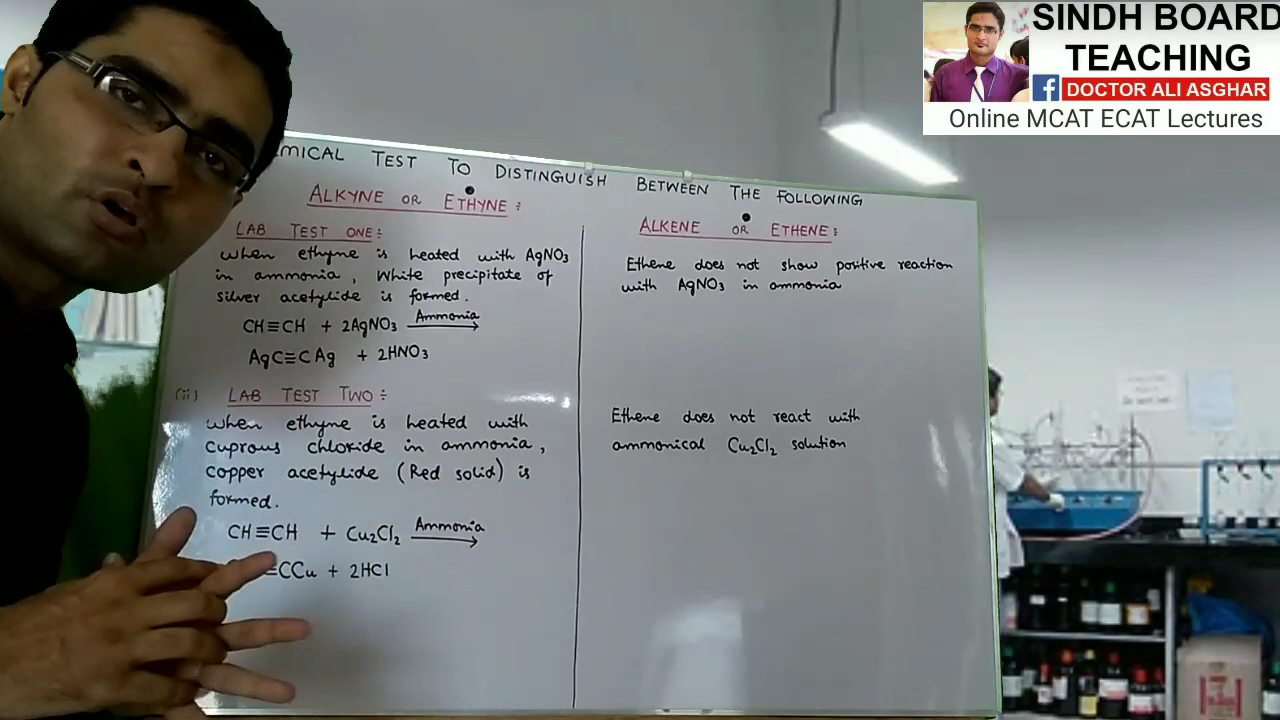 SINDH BOARD
TEACHING
f DOCTOR ALI ASGHAR
Online MCAT ECAT Lectures
MICAL TEST TO DISTINGUISH BETWEEN THE FOLLOWING
ALKYNE OR ETHYNE:
LAB TEST ONE:
When ethyne is heated with AgNO3
in ammonia, White precipitate of
silver acetylide is formed.
CH≡CH + 2AgNO3 Ammonia →
AgC≡CAg + 2HNO3
(ii) LAB TEST TWO:
When ethyne is heated with
cuprous chloride in ammonia,
copper acetylide (Red solid) is
formed.
CH≡CH + Cu2Cl2 Ammonia →
≡CCu + 2HCl
ALKENE OR ETHENE:
Ethene does not show positive reaction
with AgNO3 in ammonia
Ethene does not react with
ammonical Cu2Cl2 solution